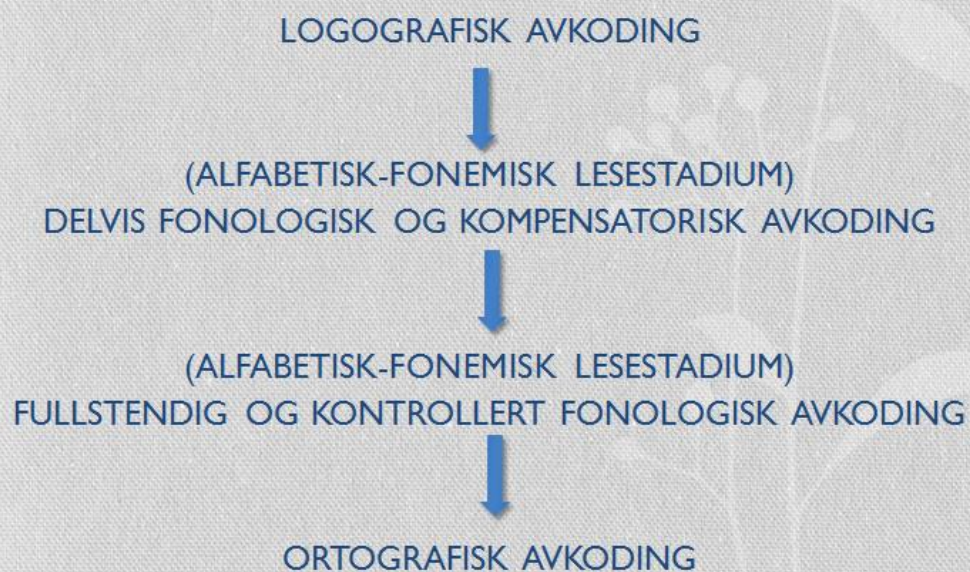 LOGOGRAFISK AVKODING
(ALFABETISK-FONEMISK LESESTADIUM)
DELVIS FONOLOGISK OG KOMPENSATORISK AVKODING
(ALFABETISK-FONEMISK LESESTADIUM)
FULLSTENDIG OG KONTROLLERT FONOLOGISK AVKODING
ORTOGRAFISK AVKODING